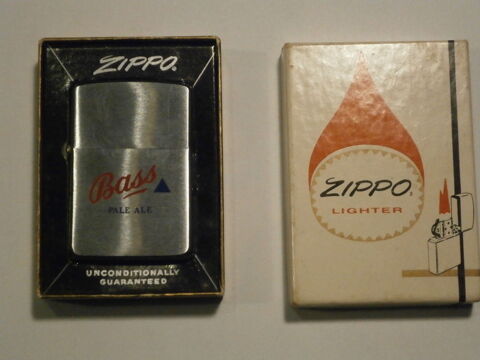 ZIPPO
Bass
PALE ALE
UNCONDITIONALLY
GUARANTEED
ZIPPO
LIGHTER